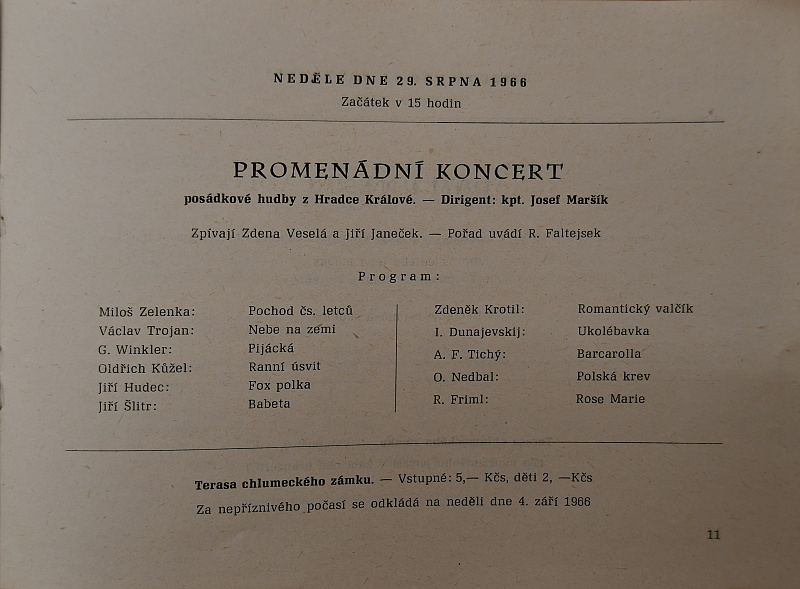 NEDĚLE DNE 29. SRPNA 1966
Začátek v 15 hodin
PROMENÁDNÍ KONCERT
posádkové hudby z Hradce Králové. — Dirigent: kpt. Josef Maršík
Zpívají Zdena Veselá a Jiří Janeček. — Pořad uvádí R. Faltejsek
Program:
Miloš Zelenka: Pochod čs. letců
Václav Trojan: Nebe na zemi
G. Winkler: Pijácká
Oldřich Kůžel: Ranní úsvit
Jiří Hudec: Fox polka
Jiří Šlitr: Babeta
Zdeněk Krotil: Romantický valčík
I. Dunajevskij: Ukolébavka
A. F. Tichý: Barcarolla
O. Nedbal: Polská krev
R. Friml: Rose Marie
Terasa chlumeckého zámku. — Vstupné: 5,— Kčs, děti 2, —Kčs
Za nepříznivého počasí se odkládá na neděli dne 4. září 1966
11